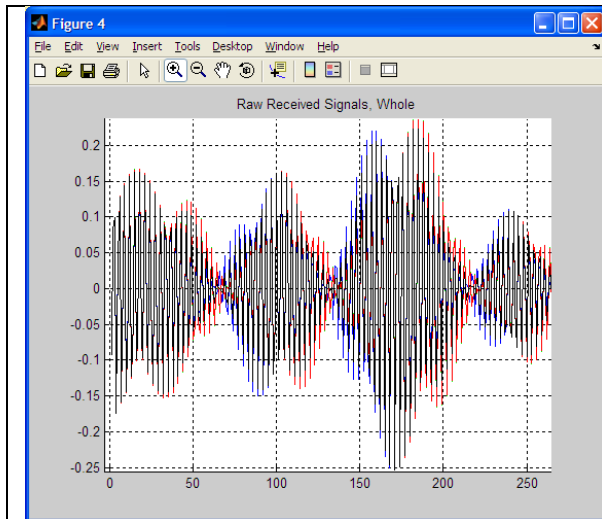 Figure 4
File Edit View Insert Tools Desktop Window Help
Raw Received Signals, Whole
0.2
0.15
0.1
0.05
0
-0.05
-0.1
-0.15
-0.2
-0.25
0 50 100 150 200 250